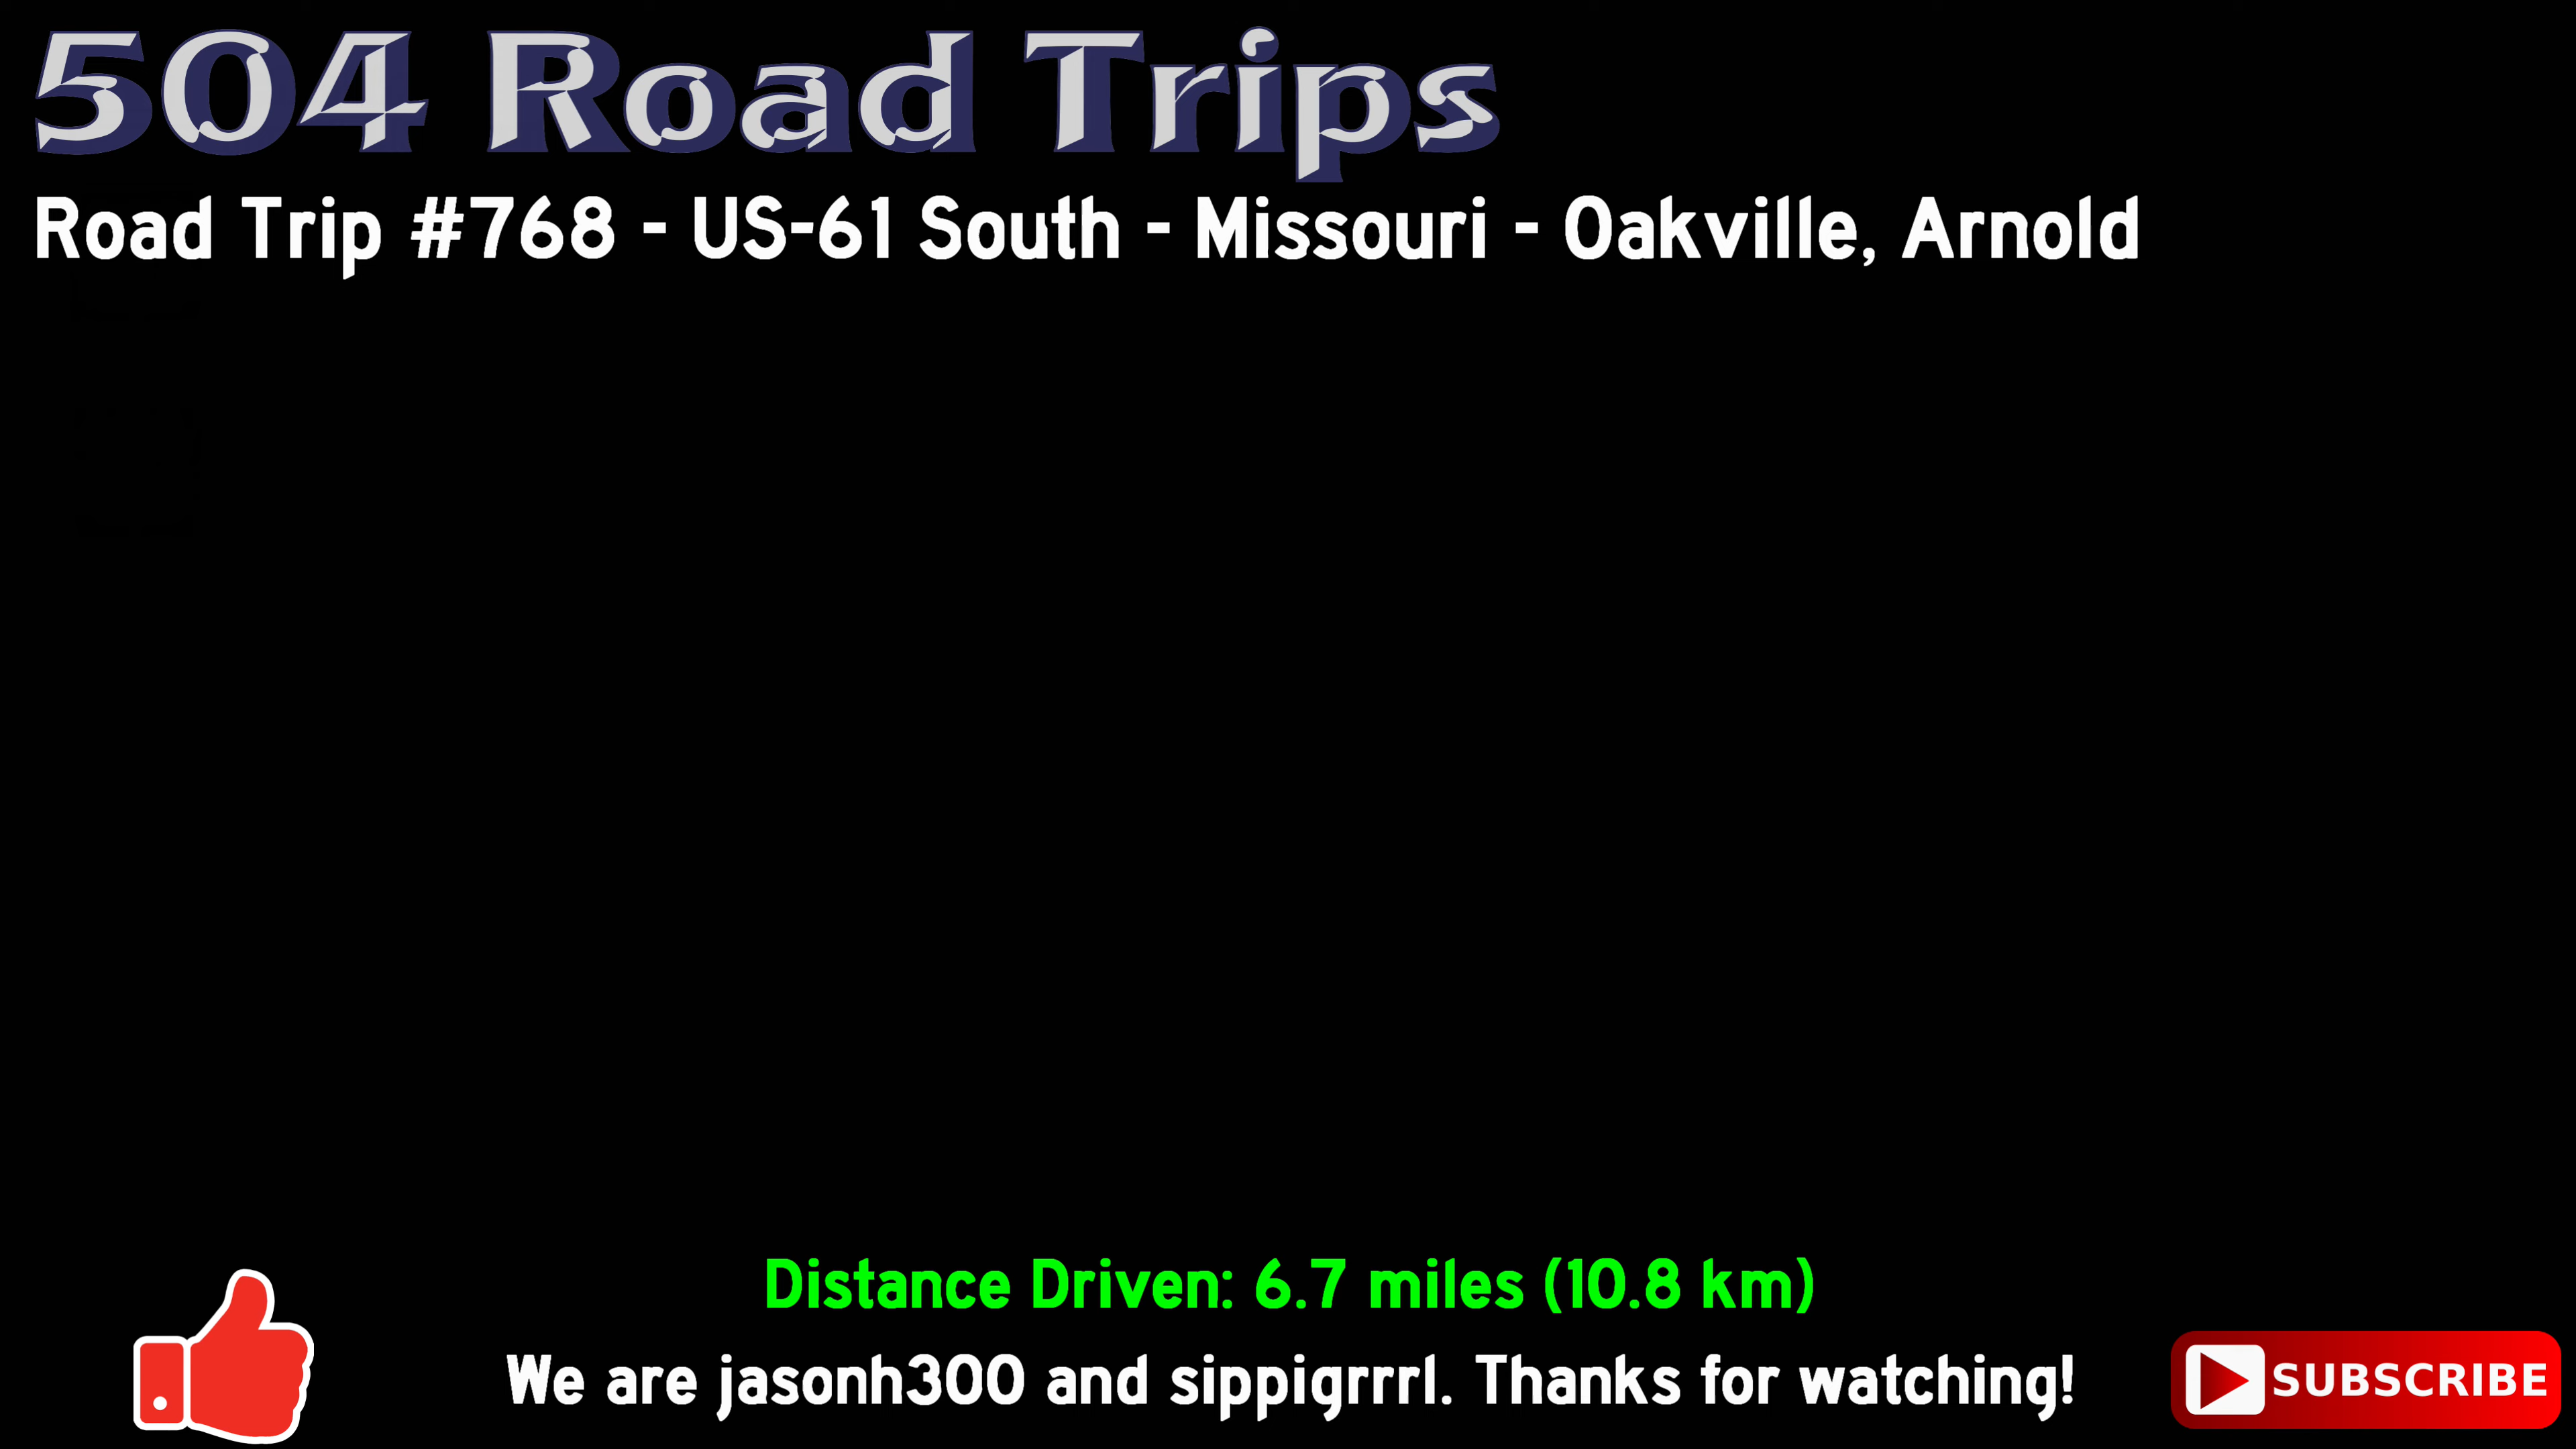 504 Road Trips
Road Trip #768 - US-61 South - Missouri - Oakville, Arnold
Distance Driven: 6.7 miles (10.8 km)
We are jasonh300 and sippigrrrl. Thanks for watching!
SUBSCRIBE